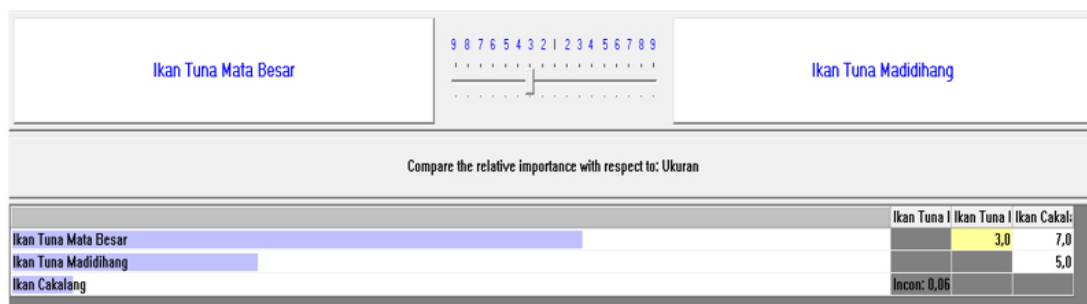 9 8 7 6 5 4 3 2 1 2 3 4 5 6 7 8 9
Ikan Tuna Mata Besar
Ikan Tuna Madidihang
Compare the relative importance with respect to: Ukuran
Ikan Tuna I Ikan Tuna I Ikan Cakal
Ikan Tuna Mata Besar 3,0 7,0
Ikan Tuna Madidihang 5,0
Ikan Cakalang Incon: 0,06